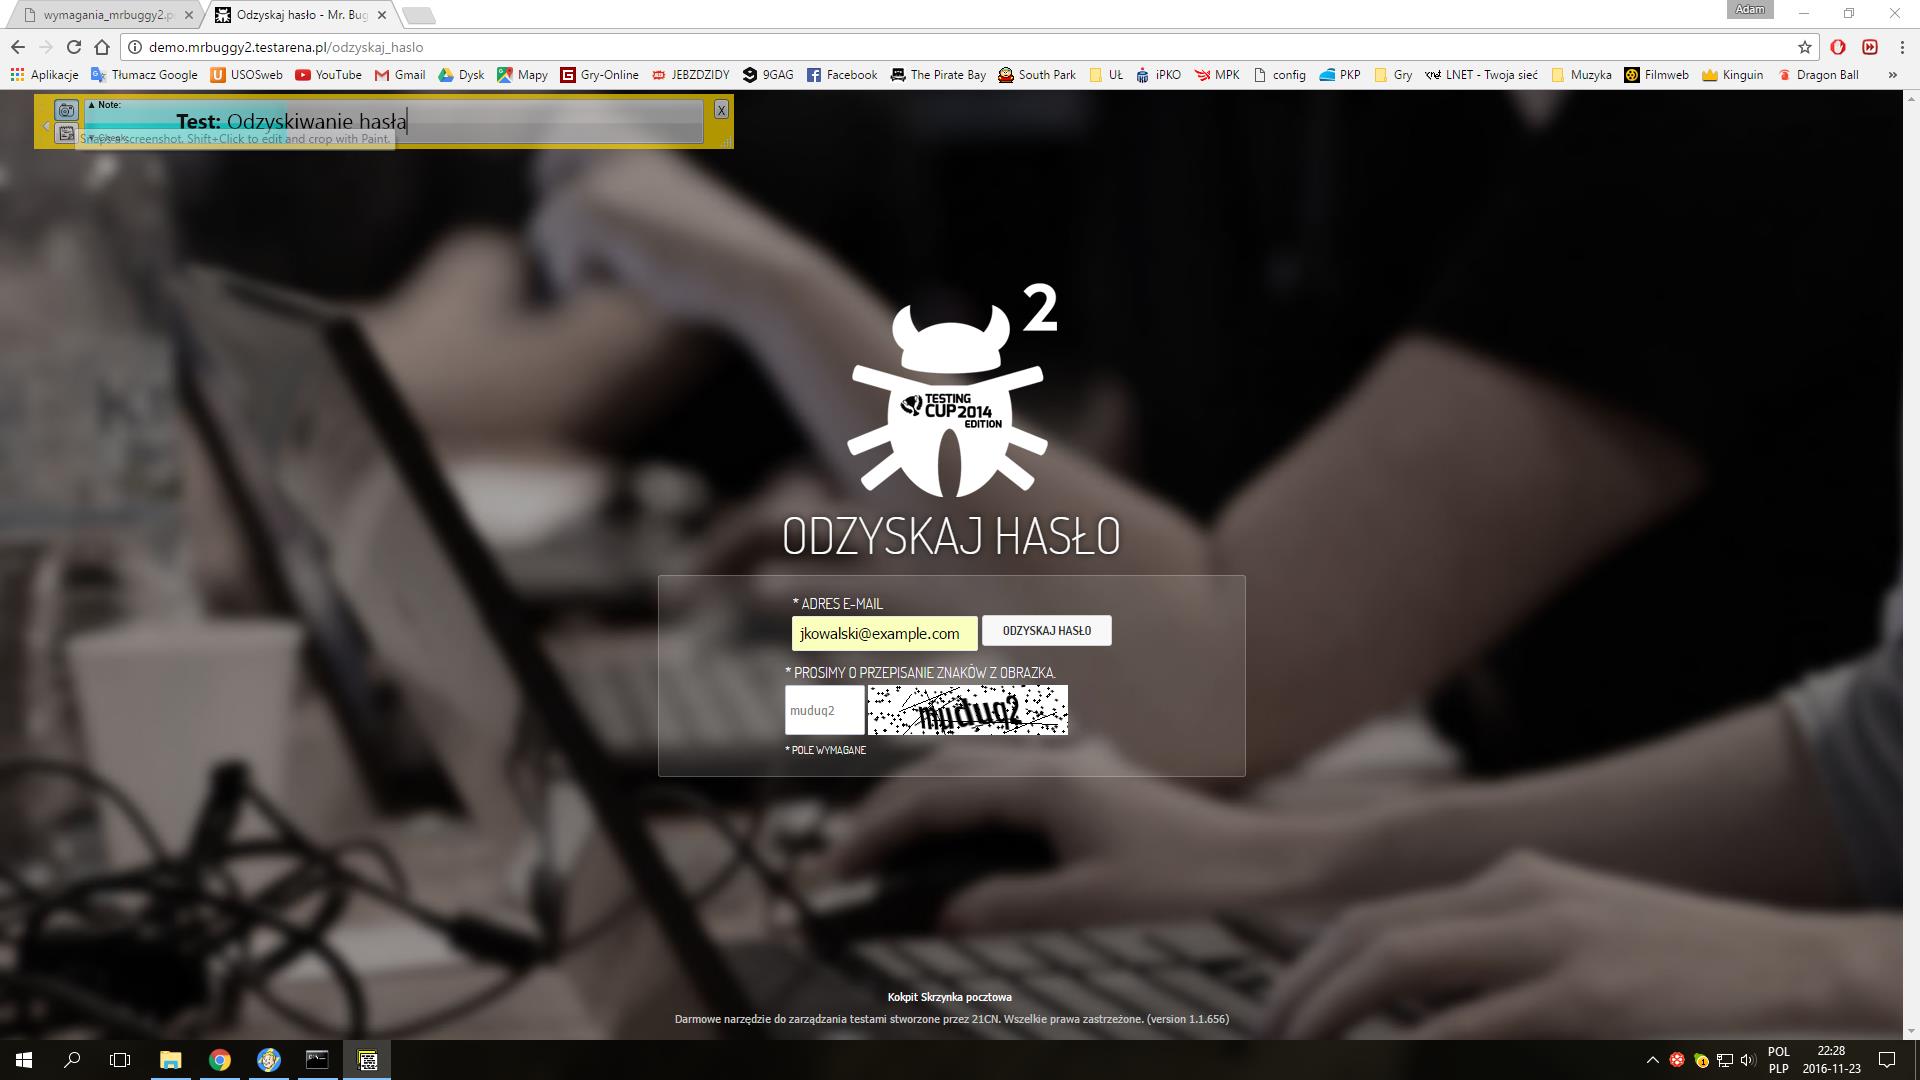 wymagania_mrbuggy2.p
Odzyskaj hasło - Mr. Bug
Adam
demo.mrbuggy2.testarena.pl/odzyskaj_haslo
Aplikacje
Tłumacz Google
USOSweb
YouTube
Gmail
Dysk
Mapy
Gry-Online
JEBZDZIDY
9GAG
Facebook
The Pirate Bay
South Park
UŁ
iPKO
MPK
config
PKP
Gry
LNET - Twoja sieć
Muzyka
Filmweb
Kinguin
Dragon Ball
»
▲ Note:
X
Test: Odzyskiwanie hasła
▼ Check:
Snaps a screenshot. Shift+Click to edit and crop with Paint.
2
TESTING
CUP 2014
EDITION
ODZYSKAJ HASŁO
* ADRES E-MAIL
jkowalski@example.com
ODZYSKAJ HASŁO
* PROSIMY O PRZEPISANIE ZNAKÓW Z OBRAZKA.
muduq2
muduq2
* POLE WYMAGANE
Kokpit Skrzynka pocztowa
Darmowe narzędzie do zarządzania testami stworzone przez 21CN. Wszelkie prawa zastrzeżone. (version 1.1.656)
POL
PLP
22:28
2016-11-23